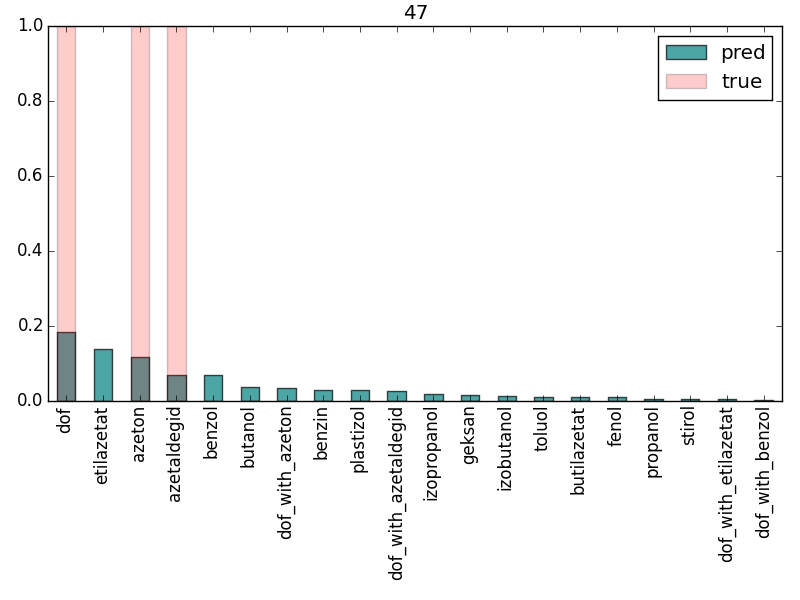 47
1.0
0.8
0.6
0.4
0.2
0.0
pred
true
dof
etilazetat
azeton
azetaldegid
benzol
butanol
dof_with_azeton
benzin
plastizol
dof_with_azetaldegid
izopropanol
geksan
izobutanol
toluol
butilazetat
fenol
propanol
stirol
dof_with_etilazetat
dof_with_benzol